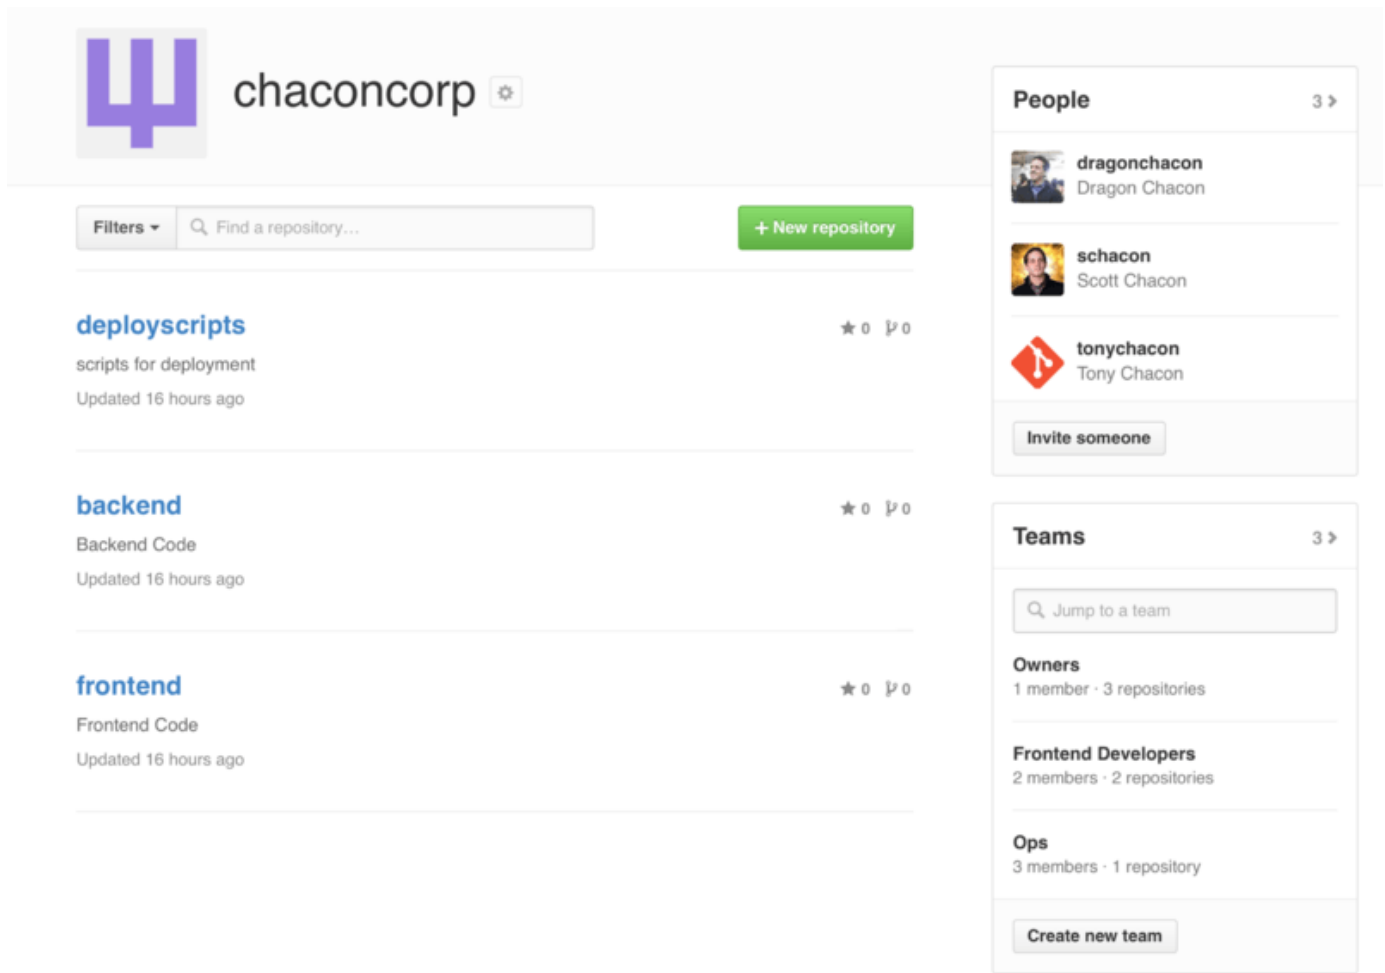 chaconcorp
Filters
Find a repository...
+ New repository
deployscripts
0 0
scripts for deployment
Updated 16 hours ago
backend
0 0
Backend Code
Updated 16 hours ago
frontend
0 0
Frontend Code
Updated 16 hours ago
People 3
dragonchacon
Dragon Chacon
schacon
Scott Chacon
tonychacon
Tony Chacon
Invite someone
Teams 3
Jump to a team
Owners
1 member · 3 repositories
Frontend Developers
2 members · 2 repositories
Ops
3 members · 1 repository
Create new team